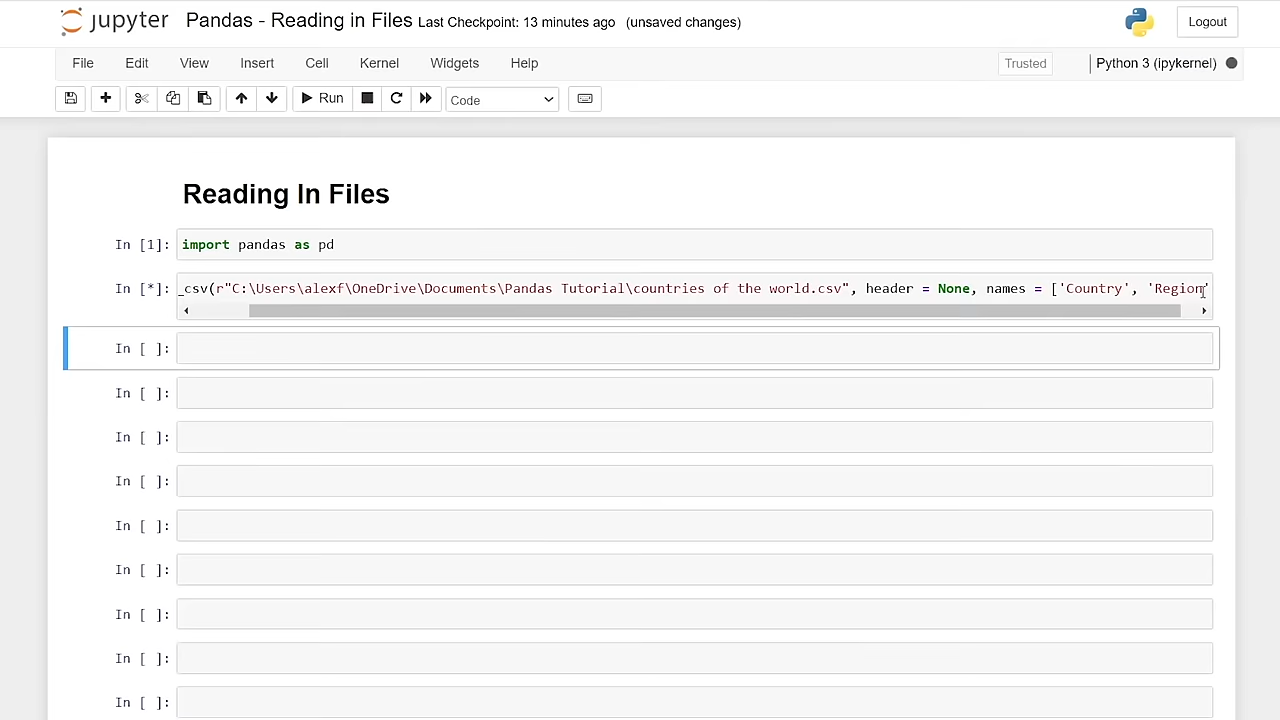 jupyter Pandas - Reading in Files Last Checkpoint: 13 minutes ago (unsaved changes) Logout
File Edit View Insert Cell Kernel Widgets Help Trusted Python 3 (ipykernel)
Run Code
Reading In Files
In [1]: import pandas as pd
In [*]: _csv(r"C:\Users\alexf\OneDrive\Documents\Pandas Tutorial\countries of the world.csv", header = None, names = ['Country', 'Region'
In [ ]:
In [ ]:
In [ ]:
In [ ]:
In [ ]:
In [ ]:
In [ ]:
In [ ]:
In [ ]: